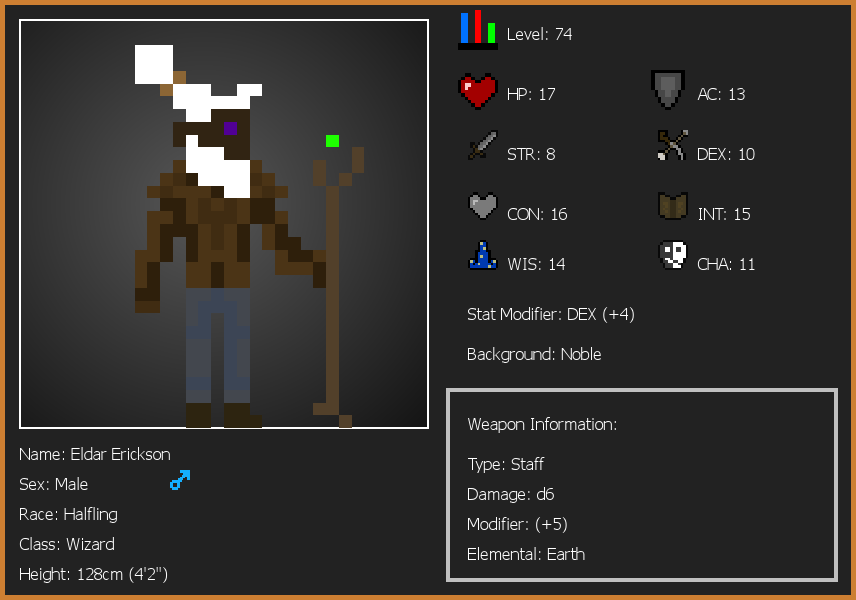 Level: 74
HP: 17
AC: 13
STR: 8
DEX: 10
CON: 16
INT: 15
WIS: 14
CHA: 11
Stat Modifier: DEX (+4)
Background: Noble
Weapon Information:
Type: Staff
Damage: d6
Modifier: (+5)
Elemental: Earth
Name: Eldar Erickson
Sex: Male
Race: Halfling
Class: Wizard
Height: 128cm (4'2")